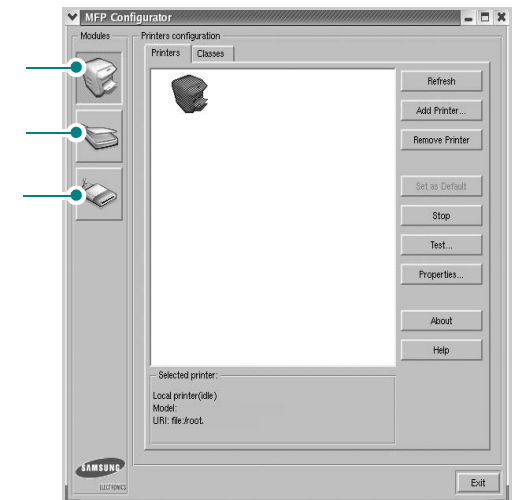 MFP Configurator
Modules
Printers configuration
Printers
Classes
Refresh
Add Printer...
Remove Printer
Set as Default
Stop
Test...
Properties...
About
Help
Selected printer:
Local printer(idle)
Model:
URI: file:/root.
SAMSUNG
ELECTRONICS
Exit